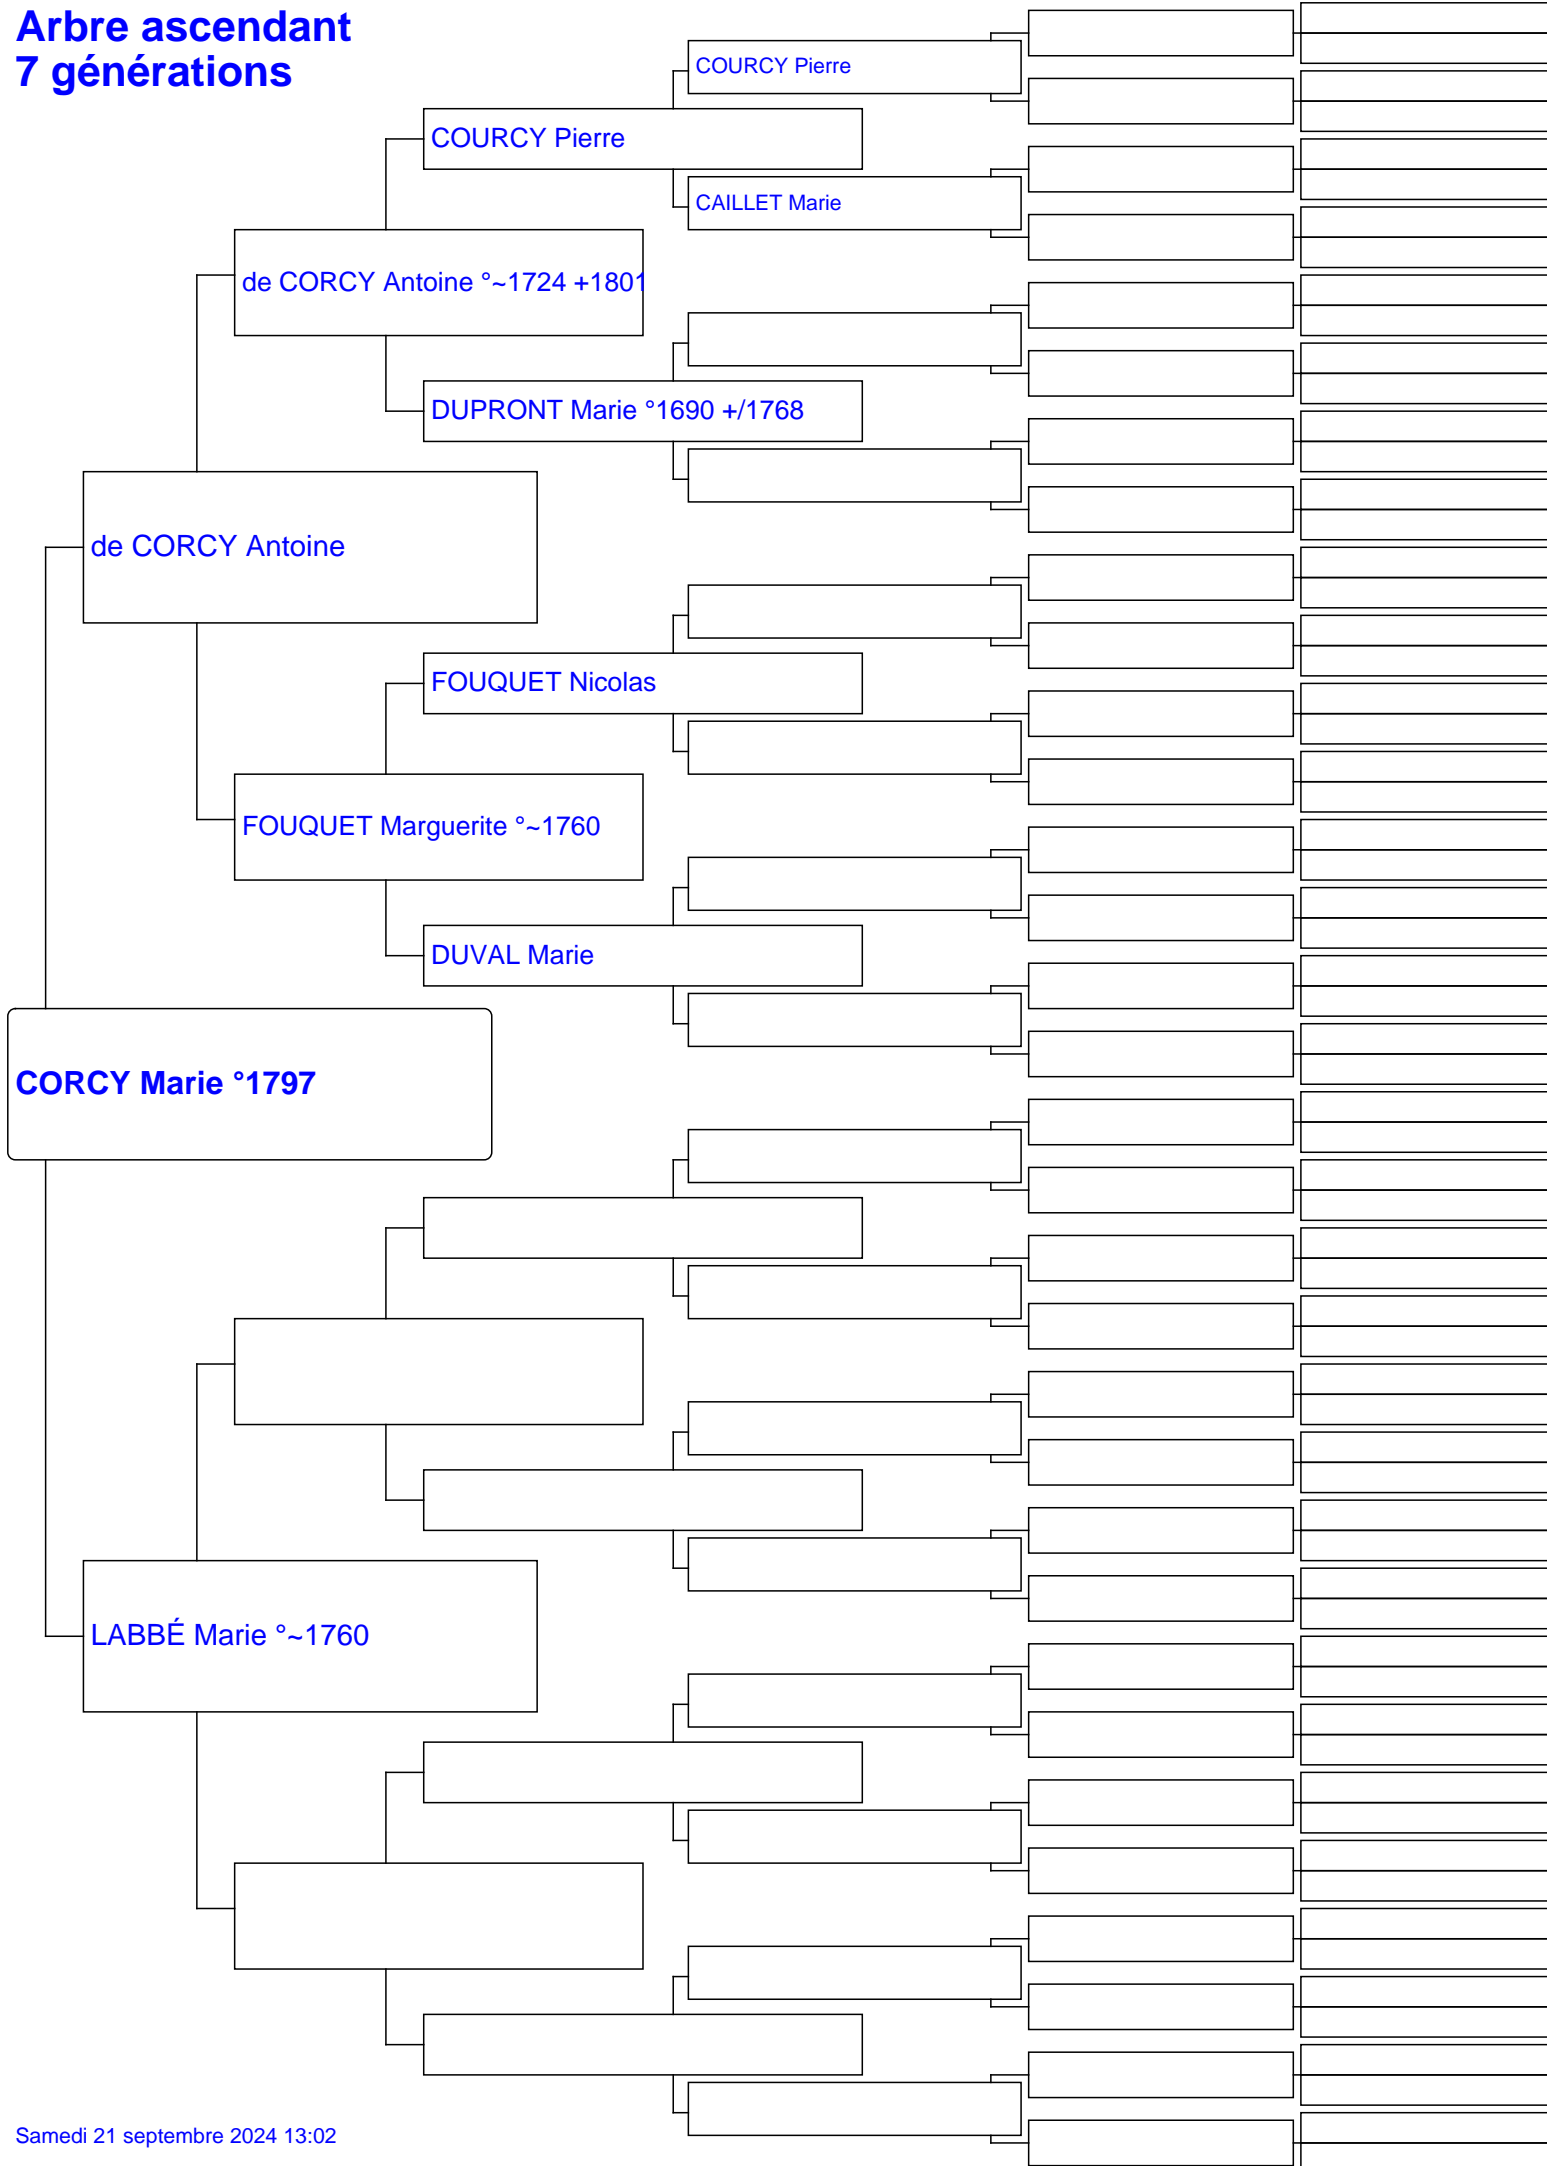 Arbre ascendant
7 générations
COURCY Pierre
COURCY Pierre
CAILLET Marie
de CORCY Antoine °~1724 +1801
DUPRONT Marie °1690 +/1768
de CORCY Antoine
FOUQUET Nicolas
FOUQUET Marguerite °~1760
DUVAL Marie
CORCY Marie °1797
LABBÉ Marie °~1760
Samedi 21 septembre 2024 13:02